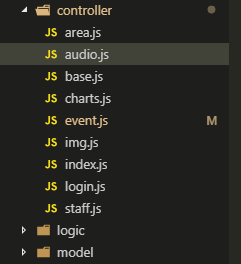 controller
JS area.js
JS audio.js
JS base.js
JS charts.js
JS event.js M
JS img.js
JS index.js
JS login.js
JS staff.js
logic
model